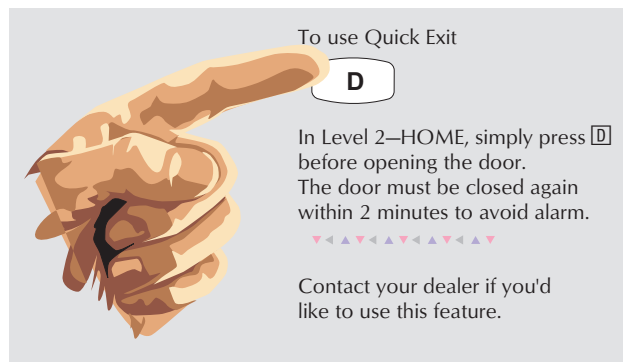 To use Quick Exit
D
In Level 2—HOME, simply press D
before opening the door.
The door must be closed again
within 2 minutes to avoid alarm.
Contact your dealer if you'd
like to use this feature.